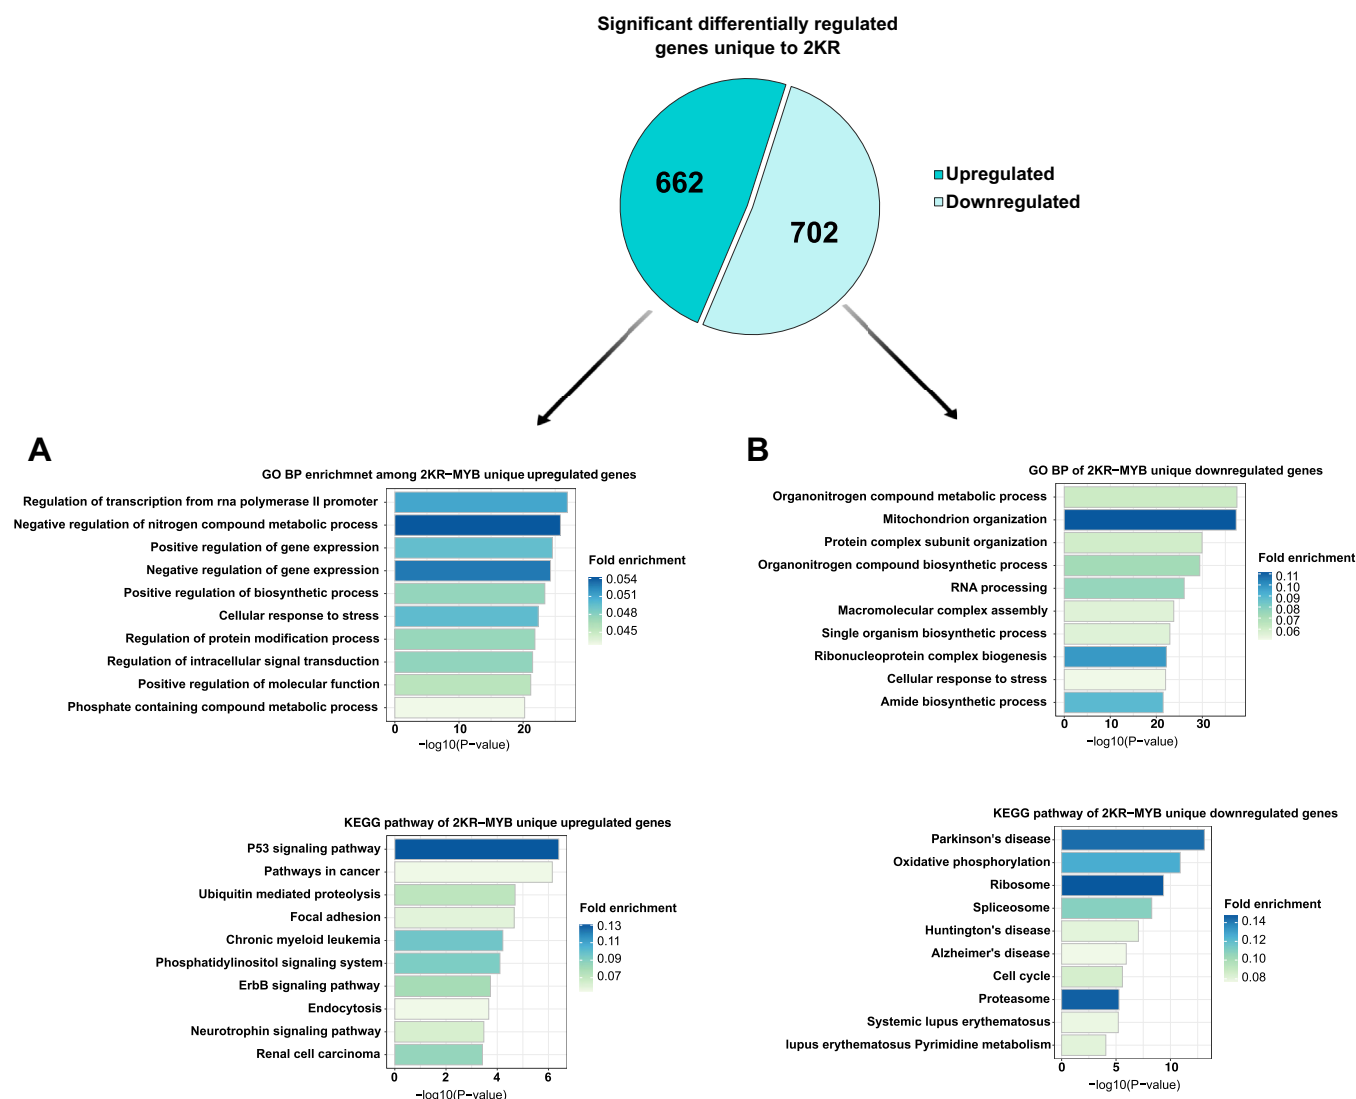 Significant differentially regulated
genes unique to 2KR
662
702
Upregulated
Downregulated
A
GO BP enrichmnet among 2KR−MYB unique upregulated genes
Regulation of transcription from rna polymerase II promoter
Negative regulation of nitrogen compound metabolic process
Positive regulation of gene expression
Negative regulation of gene expression
Positive regulation of biosynthetic process
Cellular response to stress
Regulation of protein modification process
Regulation of intracellular signal transduction
Positive regulation of molecular function
Phosphate containing compound metabolic process
0 10 20
−log10(P−value)
Fold enrichment
0.054
0.051
0.048
0.045
B
GO BP of 2KR−MYB unique downregulated genes
Organonitrogen compound metabolic process
Mitochondrion organization
Protein complex subunit organization
Organonitrogen compound biosynthetic process
RNA processing
Macromolecular complex assembly
Single organism biosynthetic process
Ribonucleoprotein complex biogenesis
Cellular response to stress
Amide biosynthetic process
0 10 20 30
−log10(P−value)
Fold enrichment
0.11
0.10
0.09
0.08
0.07
0.06
KEGG pathway of 2KR−MYB unique upregulated genes
P53 signaling pathway
Pathways in cancer
Ubiquitin mediated proteolysis
Focal adhesion
Chronic myeloid leukemia
Phosphatidylinositol signaling system
ErbB signaling pathway
Endocytosis
Neurotrophin signaling pathway
Renal cell carcinoma
0 2 4 6
−log10(P−value)
Fold enrichment
0.13
0.11
0.09
0.07
KEGG pathway of 2KR−MYB unique downregulated genes
Parkinson's disease
Oxidative phosphorylation
Ribosome
Spliceosome
Huntington's disease
Alzheimer's disease
Cell cycle
Proteasome
Systemic lupus erythematosus
lupus erythematosus Pyrimidine metabolism
0 5 10
−log10(P−value)
Fold enrichment
0.14
0.12
0.10
0.08